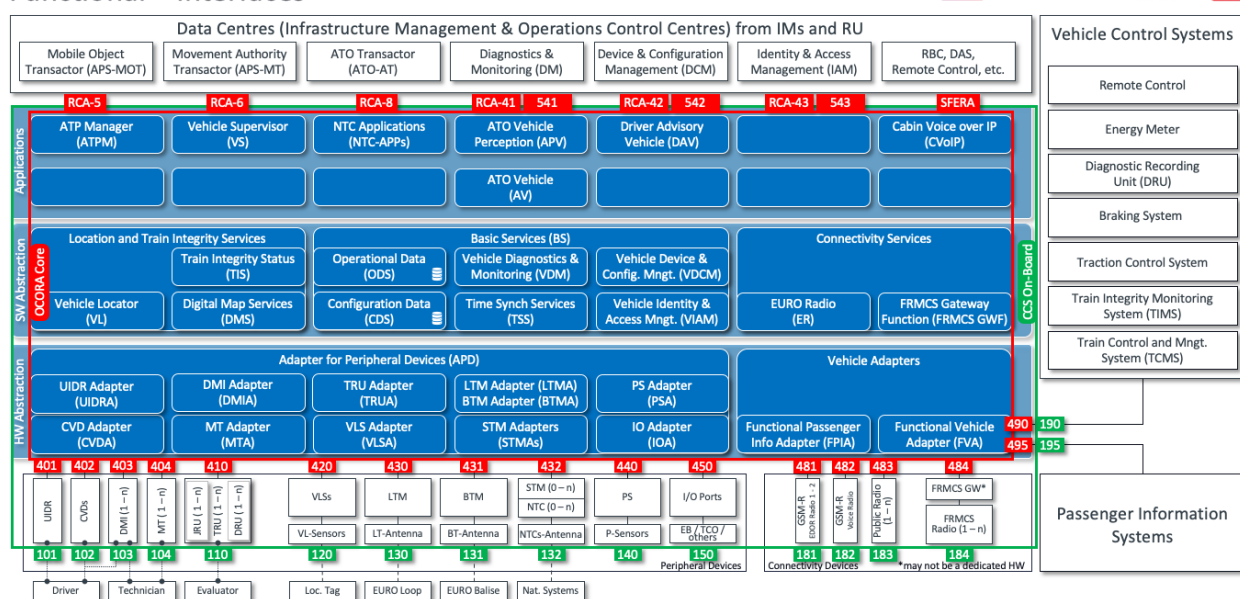 Data Centres (Infrastructure Management & Operations Control Centres) from IMs and RU
Mobile Object
Transactor (APS-MOT)
Movement Authority
Transactor (APS-MT)
ATO Transactor
(ATO-AT)
Diagnostics &
Monitoring (DM)
Device & Configuration
Management (DCM)
Identity & Access
Management (IAM)
RBC, DAS,
Remote Control, etc.
RCA-5
RCA-6
RCA-8
RCA-41
541
RCA-42
542
RCA-43
543
SFERA
Applications
ATP Manager
(ATPM)
Vehicle Supervisor
(VS)
NTC Applications
(NTC-APPs)
ATO Vehicle
Perception (APV)
Driver Advisory
Vehicle (DAV)
Cabin Voice over IP
(CVoIP)
ATO Vehicle
(AV)
SW Abstraction
OCORA Core
Location and Train Integrity Services
Train Integrity Status
(TIS)
Vehicle Locator
(VL)
Digital Map Services
(DMS)
Basic Services (BS)
Operational Data
(ODS)
Vehicle Diagnostics &
Monitoring (VDM)
Vehicle Device &
Config. Mngt. (VDCM)
Configuration Data
(CDS)
Time Synch Services
(TSS)
Vehicle Identity &
Access Mngt. (VIAM)
Connectivity Services
EURO Radio
(ER)
FRMCS Gateway
Function (FRMCS GWF)
CCS On-Board
HW Abstraction
Adapter for Peripheral Devices (APD)
UIDR Adapter
(UIDRA)
DMI Adapter
(DMIA)
TRU Adapter
(TRUA)
LTM Adapter (LTMA)
BTM Adapter (BTMA)
PS Adapter
(PSA)
CVD Adapter
(CVDA)
MT Adapter
(MTA)
VLS Adapter
(VLSA)
STM Adapters
(STMAs)
IO Adapter
(IOA)
Vehicle Adapters
Functional Passenger
Info Adapter (FPIA)
Functional Vehicle
Adapter (FVA)
490
190
495
195
401
402
403
404
410
420
430
431
432
440
450
481
482
483
484
UIDR
CVDs
DMI (1 – n)
MT (1 – n)
JRU (1 – n)
TRU (1 – n)
DRU (1 – n)
VLSs
VL-Sensors
LTM
LT-Antenna
BTM
BT-Antenna
STM (0 – n)
NTC (0 – n)
NTCs-Antenna
PS
P-Sensors
I/O Ports
EB / TCO /
others
GSM-R
EDOR Radio 1 - 2
GSM-R
Voice Radio
Public Radio
(1 – n)
FRMCS GW*
FRMCS
Radio (1 – n)
101
102
103
104
110
120
130
131
132
140
150
181
182
183
184
Peripheral Devices
Connectivity Devices
*may not be a dedicated HW
Driver
Technician
Evaluator
Loc. Tag
EURO Loop
EURO Balise
Nat. Systems
Vehicle Control Systems
Remote Control
Energy Meter
Diagnostic Recording
Unit (DRU)
Braking System
Traction Control System
Train Integrity Monitoring
System (TIMS)
Train Control and Mngt.
System (TCMS)
Passenger Information
Systems